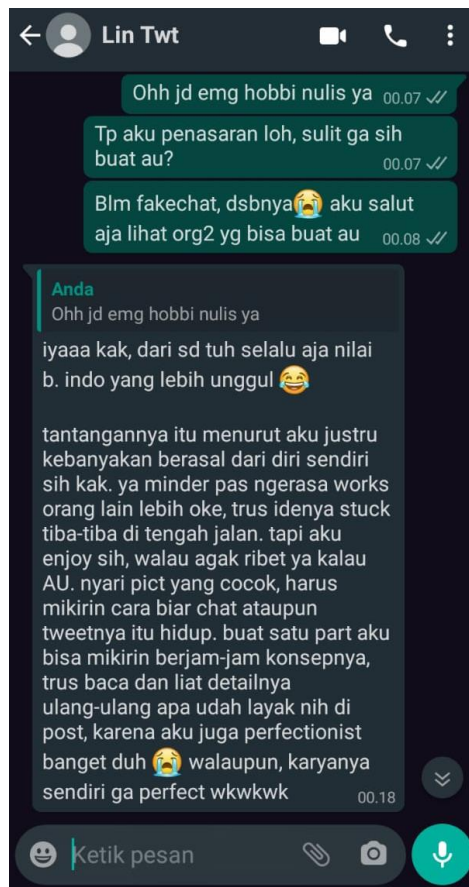 Lin Twt
Ohh jd emg hobbi nulis ya 00.07
Tp aku penasaran loh, sulit ga sih
buat au? 00.07
Blm fakechat, dsbnya😭 aku salut
aja lihat org2 yg bisa buat au 00.08
Anda
Ohh jd emg hobbi nulis ya
iyaaa kak, dari sd tuh selalu aja nilai
b. indo yang lebih unggul 😂
tantangannya itu menurut aku justru
kebanyakan berasal dari diri sendiri
sih kak. ya minder pas ngerasa works
orang lain lebih oke, trus idenya stuck
tiba-tiba di tengah jalan. tapi aku
enjoy sih, walau agak ribet ya kalau
AU. nyari pict yang cocok, harus
mikirin cara biar chat ataupun
tweetnya itu hidup. buat satu part aku
bisa mikirin berjam-jam konsepnya,
trus baca dan liat detailnya
ulang-ulang apa udah layak nih di
post, karena aku juga perfectionist
banget duh 😭 walaupun, karyanya
sendiri ga perfect wkwkwk 00.18
Ketik pesan